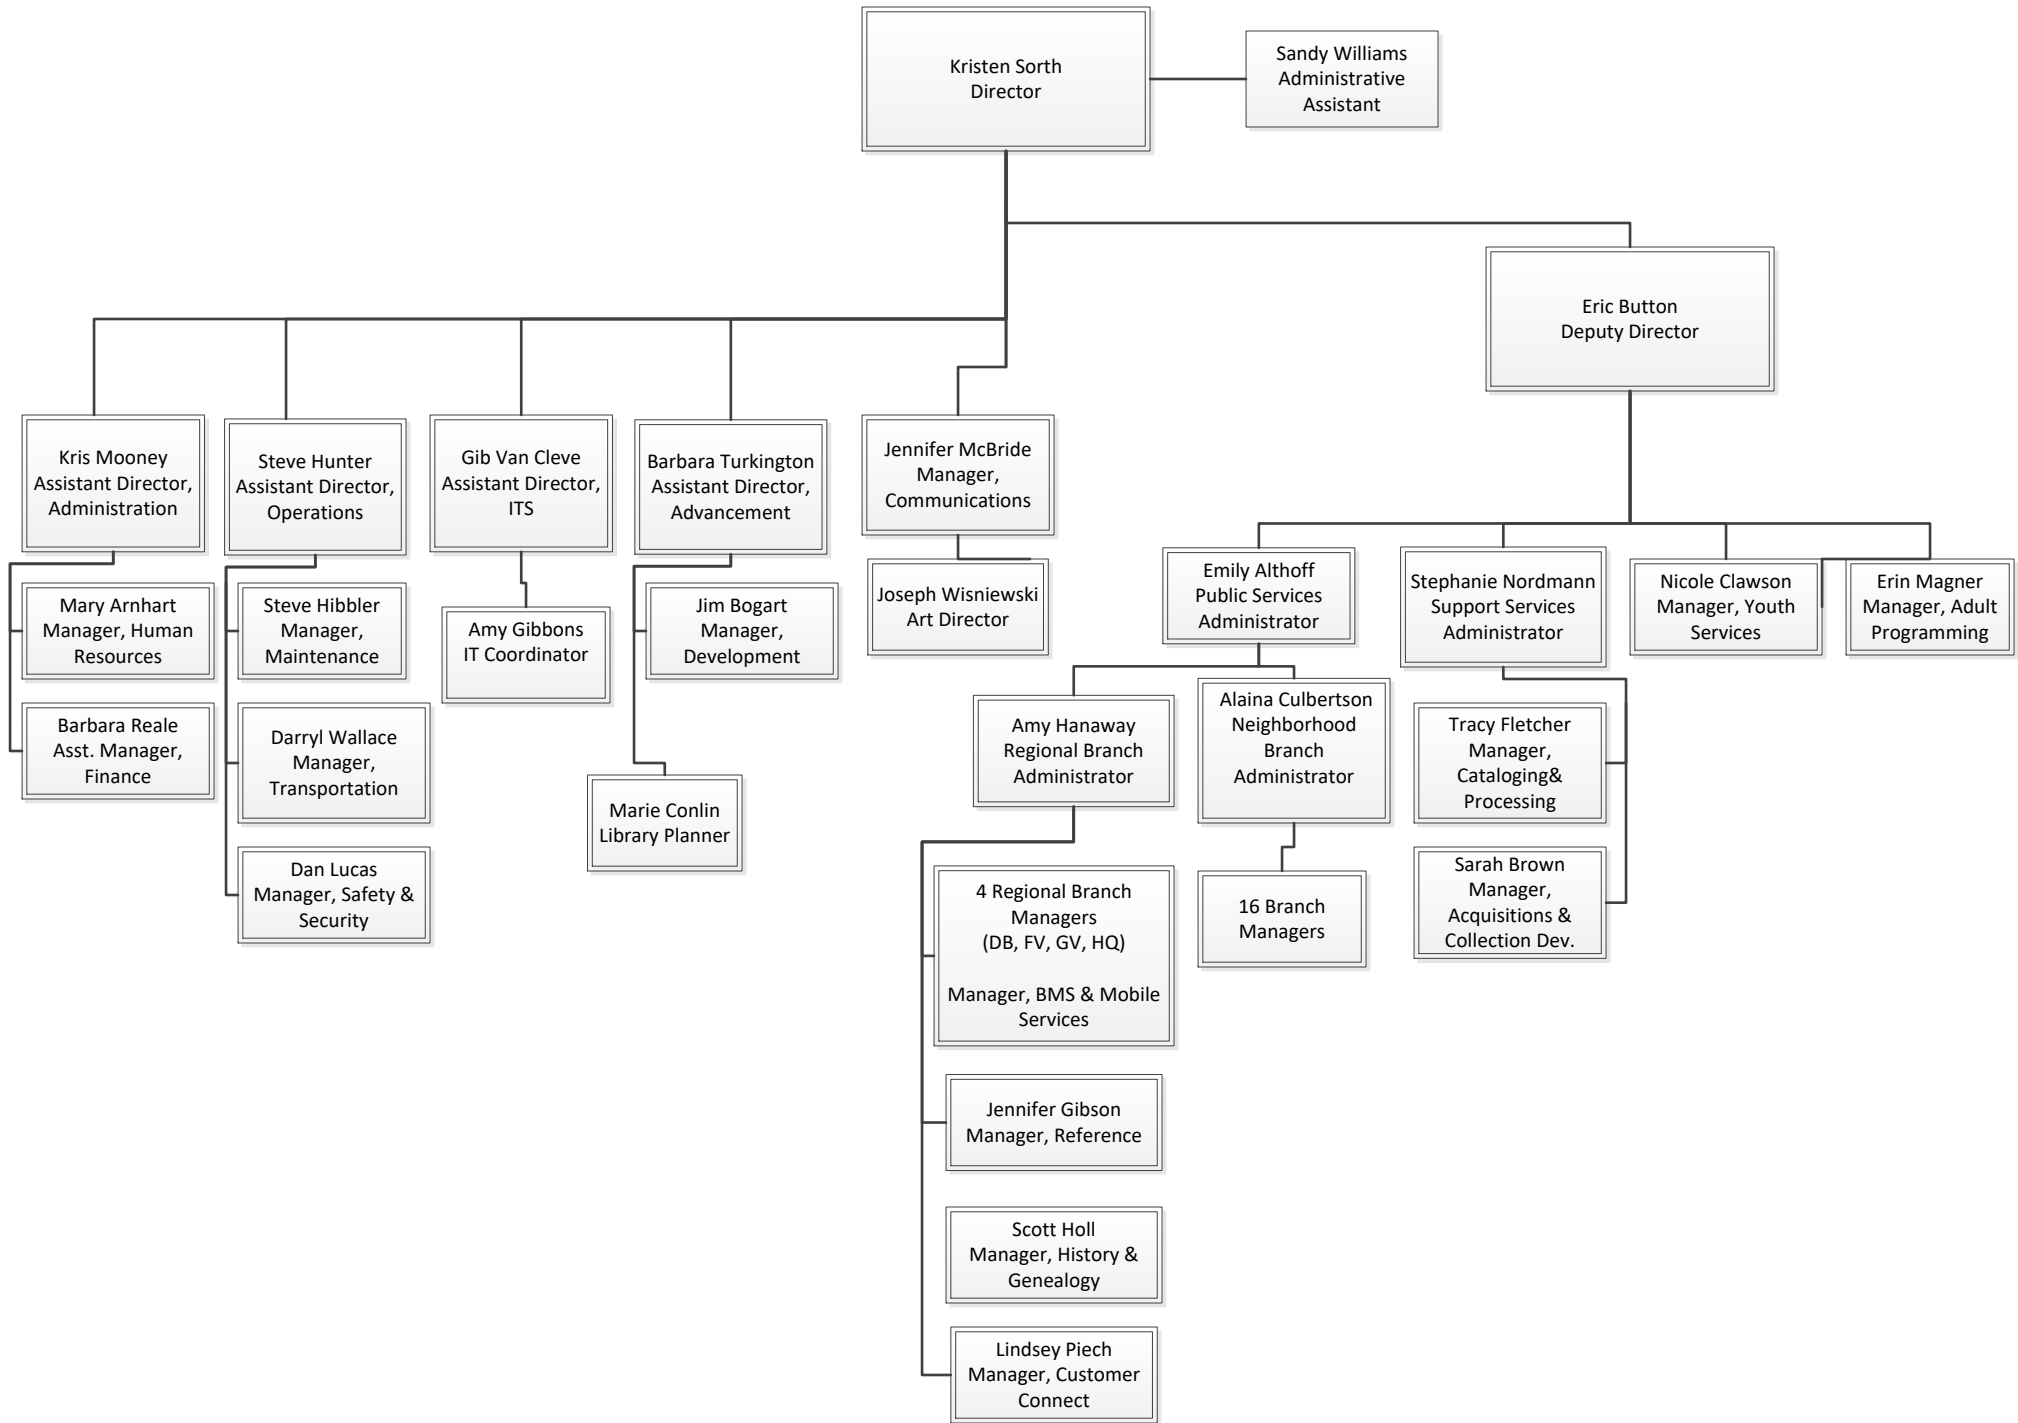 Kristen Sorth
Director
Sandy Williams
Administrative
Assistant
Eric Button
Deputy Director
Kris Mooney
Assistant Director,
Administration
Steve Hunter
Assistant Director,
Operations
Gib Van Cleve
Assistant Director,
ITS
Barbara Turkington
Assistant Director,
Advancement
Jennifer McBride
Manager,
Communications
Mary Arnhart
Manager, Human
Resources
Barbara Reale
Asst. Manager,
Finance
Steve Hibbler
Manager,
Maintenance
Darryl Wallace
Manager,
Transportation
Dan Lucas
Manager, Safety &
Security
Amy Gibbons
IT Coordinator
Jim Bogart
Manager,
Development
Marie Conlin
Library Planner
Joseph Wisniewski
Art Director
Emily Althoff
Public Services
Administrator
Stephanie Nordmann
Support Services
Administrator
Nicole Clawson
Manager, Youth
Services
Erin Magner
Manager, Adult
Programming
Amy Hanaway
Regional Branch
Administrator
Alaina Culbertson
Neighborhood
Branch
Administrator
Tracy Fletcher
Manager,
Cataloging&
Processing
Sarah Brown
Manager,
Acquisitions &
Collection Dev.
4 Regional Branch
Managers
(DB, FV, GV, HQ)
Manager, BMS & Mobile
Services
16 Branch
Managers
Jennifer Gibson
Manager, Reference
Scott Holl
Manager, History &
Genealogy
Lindsey Piech
Manager, Customer
Connect